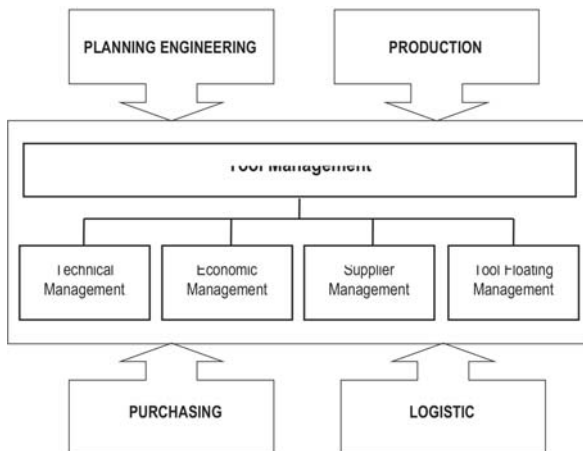 PLANNING ENGINEERING
PRODUCTION
Tool Management
Technical
Management
Economic
Management
Supplier
Management
Tool Floating
Management
PURCHASING
LOGISTIC